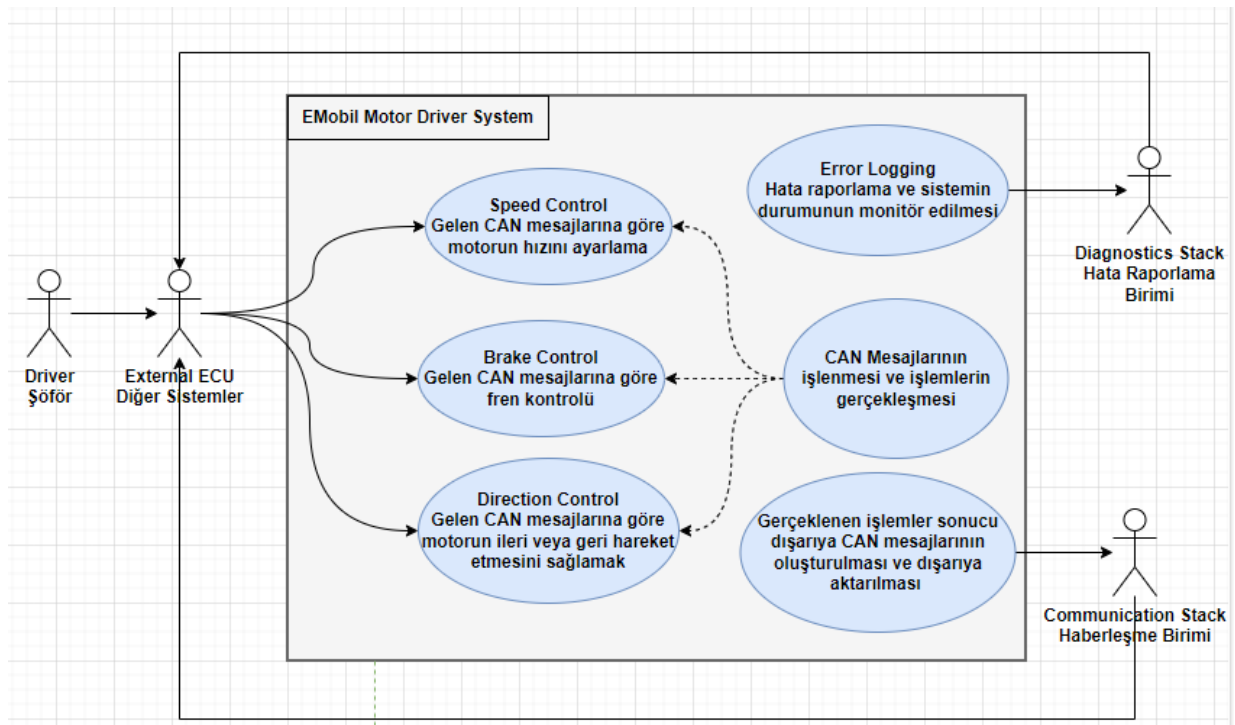 EMobil Motor Driver System
Error Logging
Hata raporlama ve sistemin
durumunun monitör edilmesi
Speed Control
Gelen CAN mesajlarına göre
motorun hızını ayarlama
Diagnostics Stack
Hata Raporlama
Birimi
Driver
Şöför
External ECU
Diğer Sistemler
Brake Control
Gelen CAN mesajlarına göre
fren kontrolü
CAN Mesajlarının
işlenmesi ve işlemlerin
gerçekleşmesi
Direction Control
Gelen CAN mesajlarına göre
motorun ileri veya geri hareket
etmesini sağlamak
Gerçeklenen işlemler sonucu
dışarıya CAN mesajlarının
oluşturulması ve dışarıya
aktarılması
Communication Stack
Haberleşme Birimi